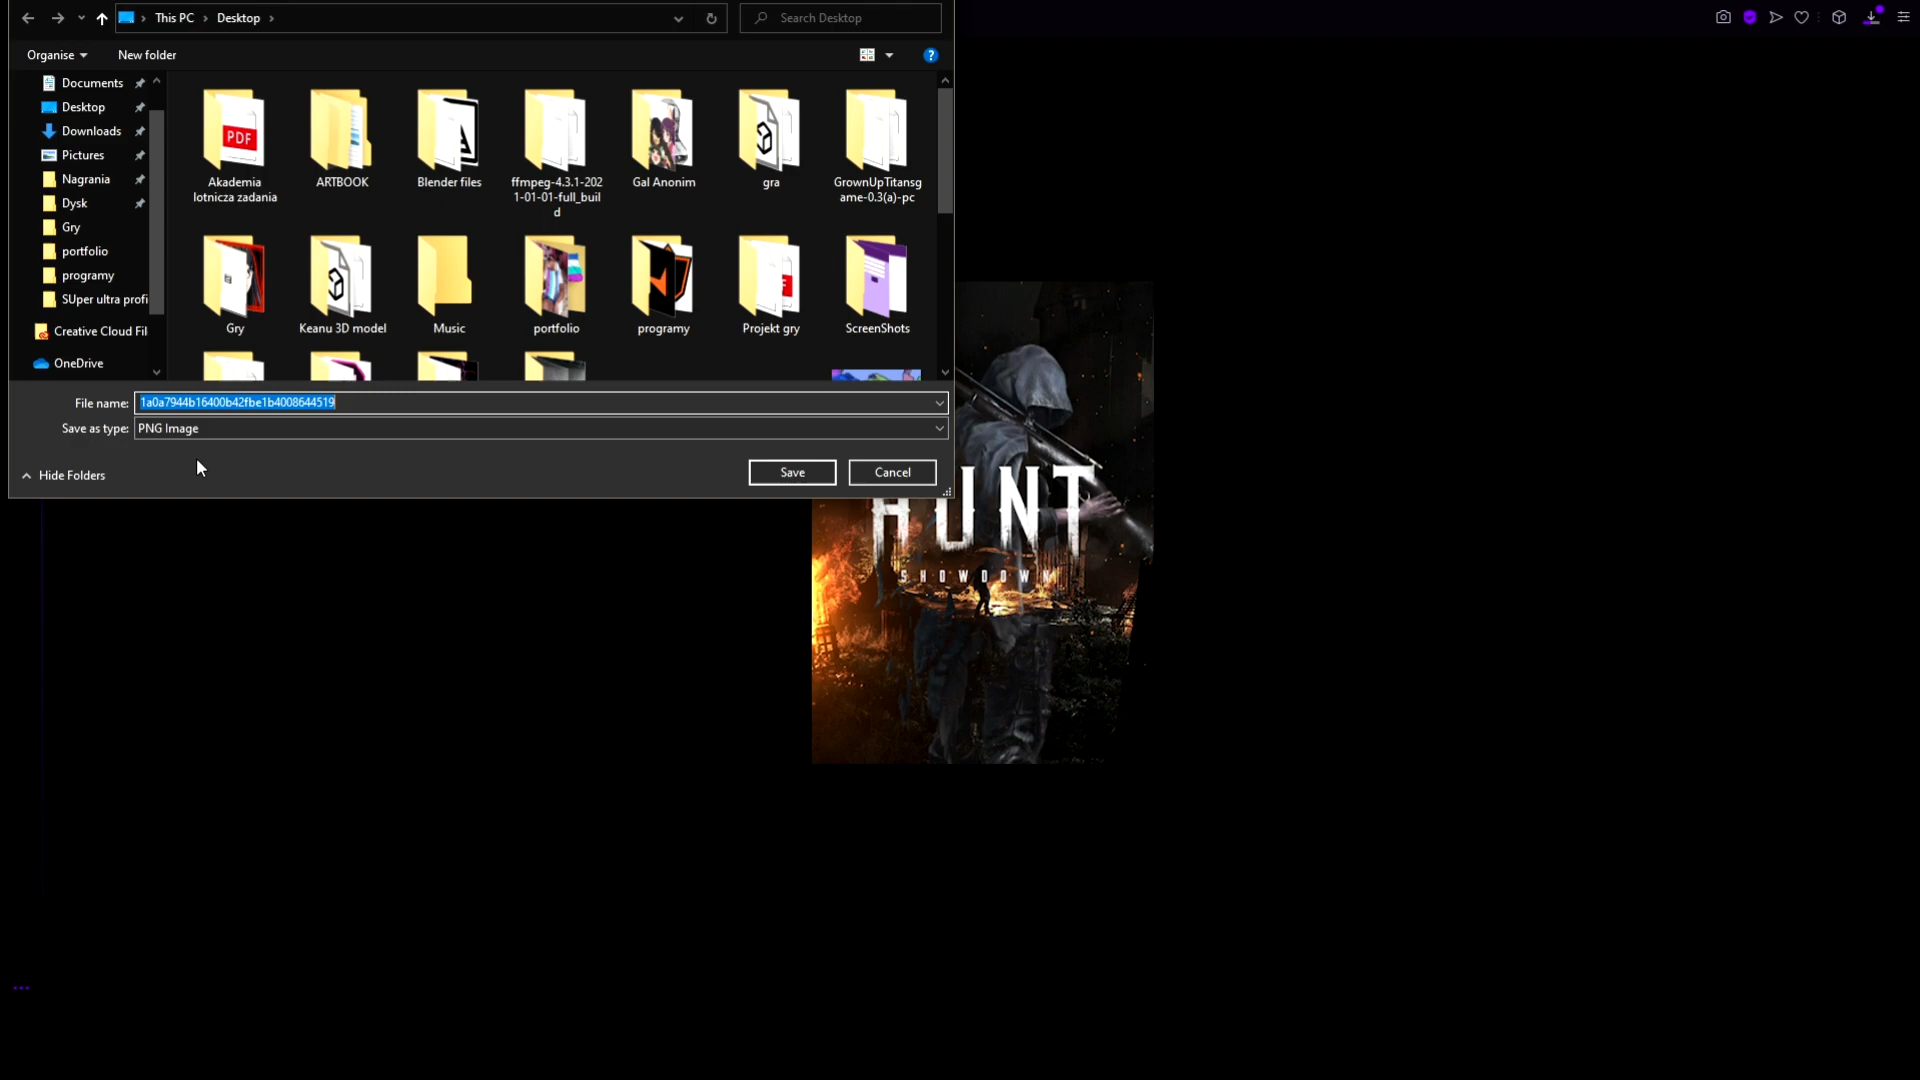 This PC
Desktop
Search Desktop
Organise
New folder
?
Documents
Desktop
Downloads
Pictures
Nagrania
Dysk
Gry
portfolio
programy
SUper ultra profi
Creative Cloud Fil
OneDrive
PDF
Akademia
lotnicza zadania
ARTBOOK
Blender files
ffmpeg-4.3.1-202
1-01-01-full_buil
d
Gal Anonim
gra
GrownUpTitansg
ame-0.3(a)-pc
Gry
Keanu 3D model
Music
portfolio
programy
Projekt gry
ScreenShots
File name:
1a0a7944b16400b42fbe1b4008644519
Save as type:
PNG Image
Hide Folders
Save
Cancel
HUNT
SHOWDOWN